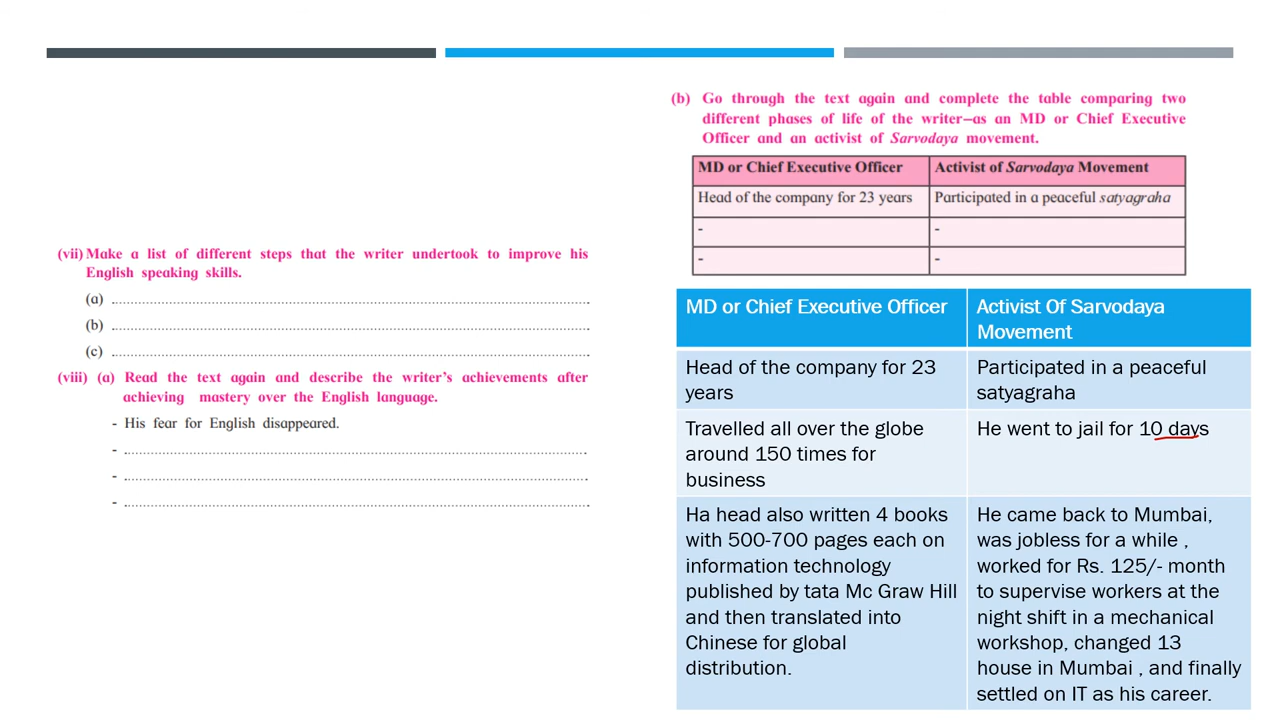 (vii) Make a list of different steps that the writer undertook to improve his
English speaking skills.
(a) ................................................................
(b) ................................................................
(c) ................................................................
(viii) (a) Read the text again and describe the writer's achievements after
achieving mastery over the English language.
- His fear for English disappeared.
- ................................................................
- ................................................................
- ................................................................
(b) Go through the text again and complete the table comparing two
different phases of life of the writer–as an MD or Chief Executive
Officer and an activist of Sarvodaya movement.
MD or Chief Executive Officer
Activist of Sarvodaya Movement
Head of the company for 23 years
Participated in a peaceful satyagraha
-
-
-
-
MD or Chief Executive Officer
Activist Of Sarvodaya
Movement
Head of the company for 23
years
Participated in a peaceful
satyagraha
Travelled all over the globe
around 150 times for
business
He went to jail for 10 days
Ha head also written 4 books
with 500-700 pages each on
information technology
published by tata Mc Graw Hill
and then translated into
Chinese for global
distribution.
He came back to Mumbai,
was jobless for a while ,
worked for Rs. 125/- month
to supervise workers at the
night shift in a mechanical
workshop, changed 13
house in Mumbai , and finally
settled on IT as his career.